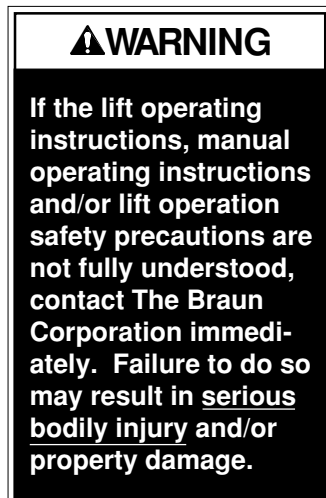 WARNING
If the lift operating
instructions, manual
operating instructions
and/or lift operation
safety precautions are
not fully understood,
contact The Braun
Corporation immedi-
ately.  Failure to do so
may result in serious
bodily injury and/or
property damage.